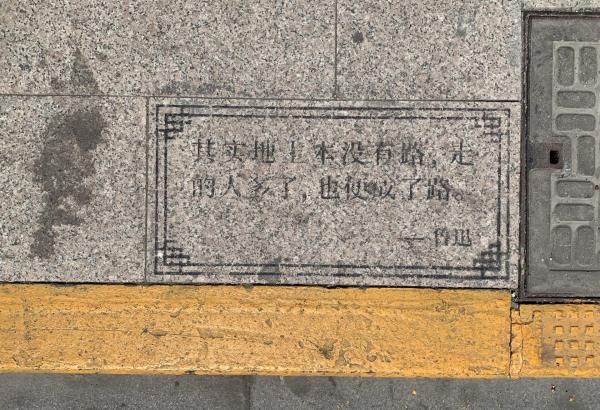 其实地上本没有路，走
的人多了，也便成了路。
——鲁迅